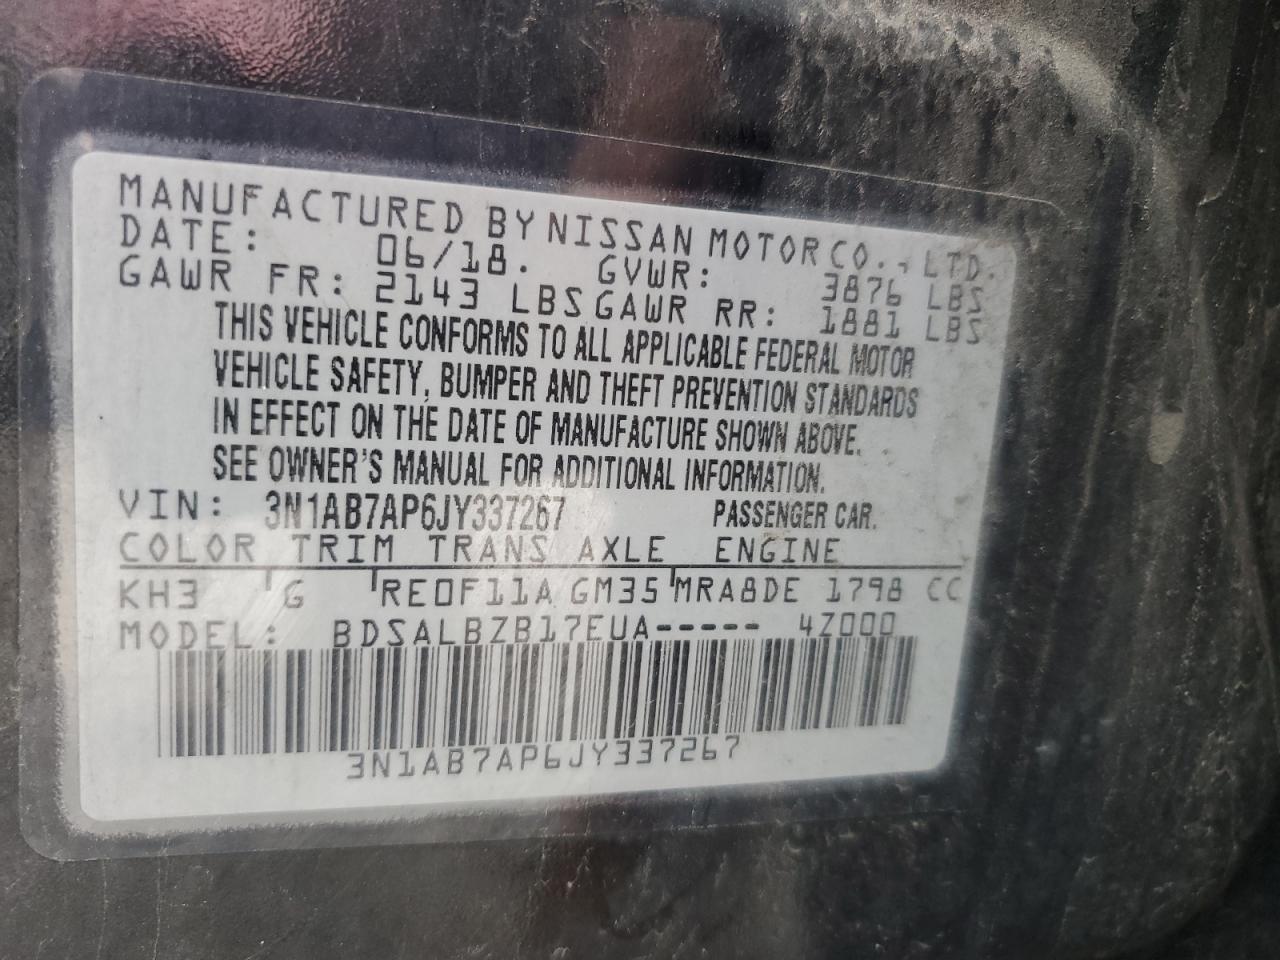 MANUFACTURED BY NISSAN MOTOR CO., LTD.
DATE: 06/18. GVWR: 3876 LBS
GAWR FR: 2143 LBS GAWR RR: 1881 LBS
THIS VEHICLE CONFORMS TO ALL APPLICABLE FEDERAL MOTOR
VEHICLE SAFETY, BUMPER AND THEFT PREVENTION STANDARDS
IN EFFECT ON THE DATE OF MANUFACTURE SHOWN ABOVE.
SEE OWNER'S MANUAL FOR ADDITIONAL INFORMATION.
VIN: 3N1AB7AP6JY337267 PASSENGER CAR.
COLOR TRIM TRANS AXLE ENGINE
KH3 G RE0F11A GM35 MRA8DE 1798 CC
MODEL: BDSALBZB17EUA----- 4Z000
3N1AB7AP6JY337267